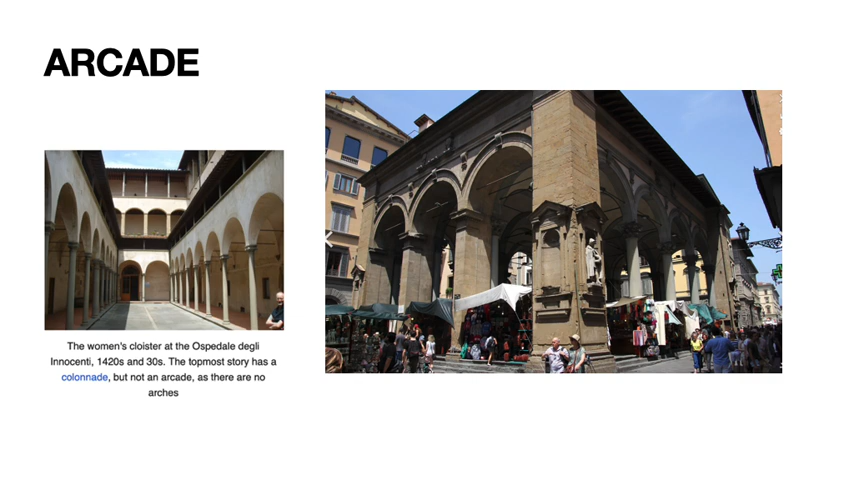 ARCADE
The women's cloister at the Ospedale degli
Innocenti, 1420s and 30s. The topmost story has a
colonnade, but not an arcade, as there are no
arches